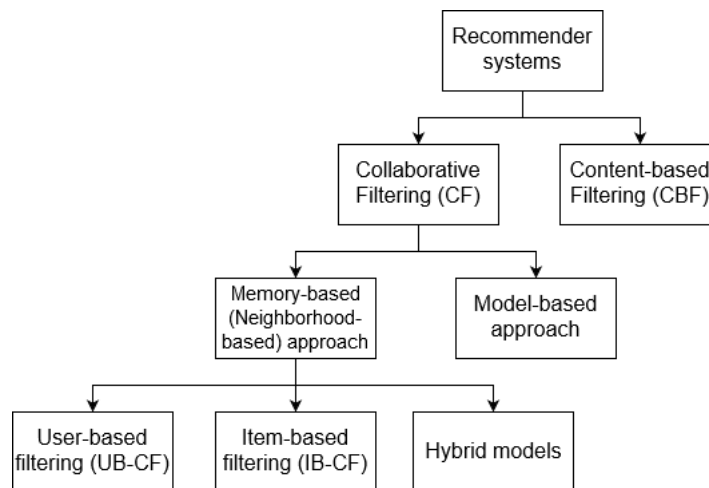 Recommender
systems
Collaborative
Filtering (CF)
Content-based
Filtering (CBF)
Memory-based
(Neighborhood-
based) approach
Model-based
approach
User-based
filtering (UB-CF)
Item-based
filtering (IB-CF)
Hybrid models